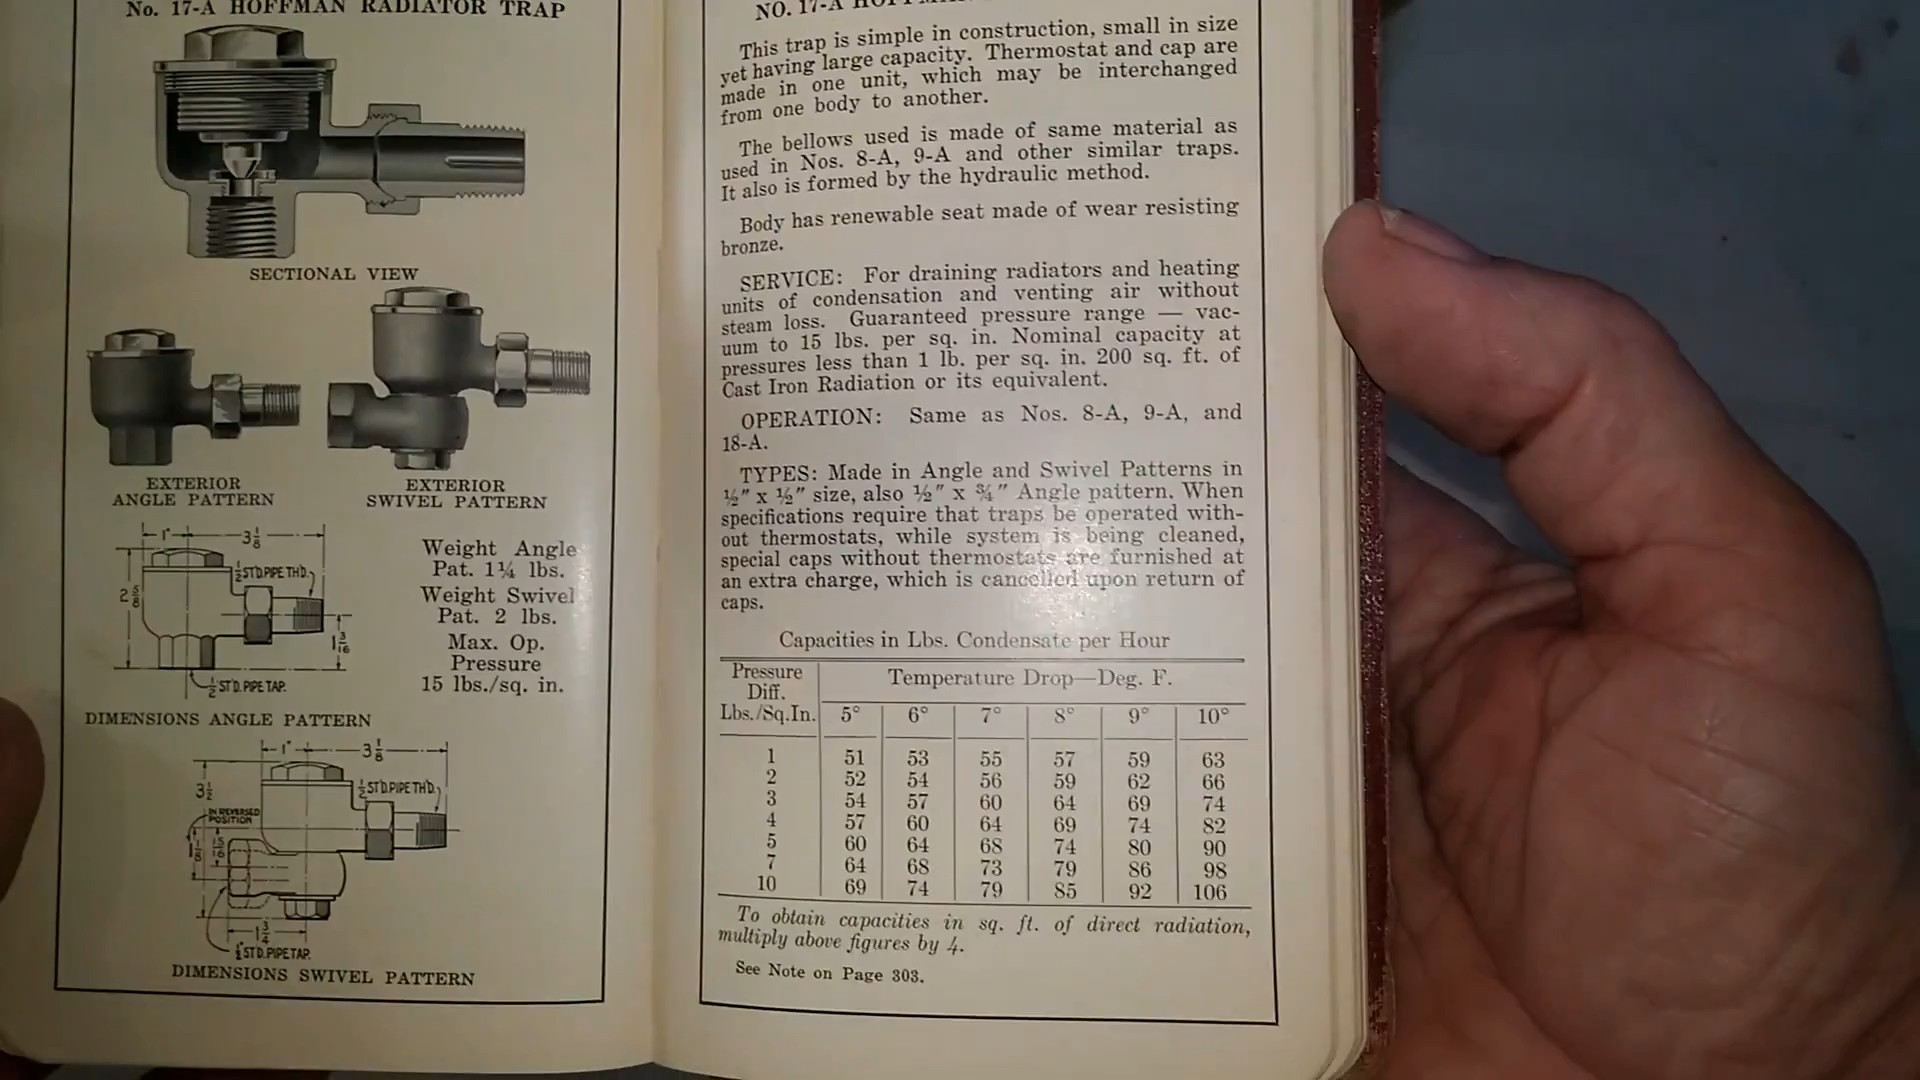 No. 17-A HOFFMAN RADIATOR TRAP
SECTIONAL VIEW
EXTERIOR
ANGLE PATTERN
EXTERIOR
SWIVEL PATTERN
1" 3 1/8
2 5/8
½ ST'D. PIPE TH'D.
1 3/16
½ ST'D. PIPE TAP.
Weight Angle
Pat. 1¼ lbs.
Weight Swivel
Pat. 2 lbs.
Max. Op.
Pressure
15 lbs./sq. in.
DIMENSIONS ANGLE PATTERN
1" 3 1/8
3½
½ ST'D. PIPE TH'D.
IN REVERSED
POSITION
1 1/8
15/16
1¾
ST'D. PIPE TAP.
DIMENSIONS SWIVEL PATTERN
NO. 17-A
This trap is simple in construction, small in size
yet having large capacity. Thermostat and cap are
made in one unit, which may be interchanged
from one body to another.
The bellows used is made of same material as
used in Nos. 8-A, 9-A and other similar traps.
It also is formed by the hydraulic method.
Body has renewable seat made of wear resisting
bronze.
SERVICE: For draining radiators and heating
units of condensation and venting air without
steam loss. Guaranteed pressure range — vac-
uum to 15 lbs. per sq. in. Nominal capacity at
pressures less than 1 lb. per sq. in. 200 sq. ft. of
Cast Iron Radiation or its equivalent.
OPERATION: Same as Nos. 8-A, 9-A, and
18-A.
TYPES: Made in Angle and Swivel Patterns in
½" x ½" size, also ½" x ¾" Angle pattern. When
specifications require that traps be operated with-
out thermostats, while system is being cleaned,
special caps without thermostats are furnished at
an extra charge, which is cancelled upon return of
caps.
Capacities in Lbs. Condensate per Hour
Pressure
Diff.
Lbs./Sq.In.
Temperature Drop—Deg. F.
5° 6° 7° 8° 9° 10°
1 51 53 55 57 59 63
2 52 54 56 59 62 66
3 54 57 60 64 69 74
4 57 60 64 69 74 82
5 60 64 68 74 80 90
7 64 68 73 79 86 98
10 69 74 79 85 92 106
To obtain capacities in sq. ft. of direct radiation,
multiply above figures by 4.
See Note on Page 303.